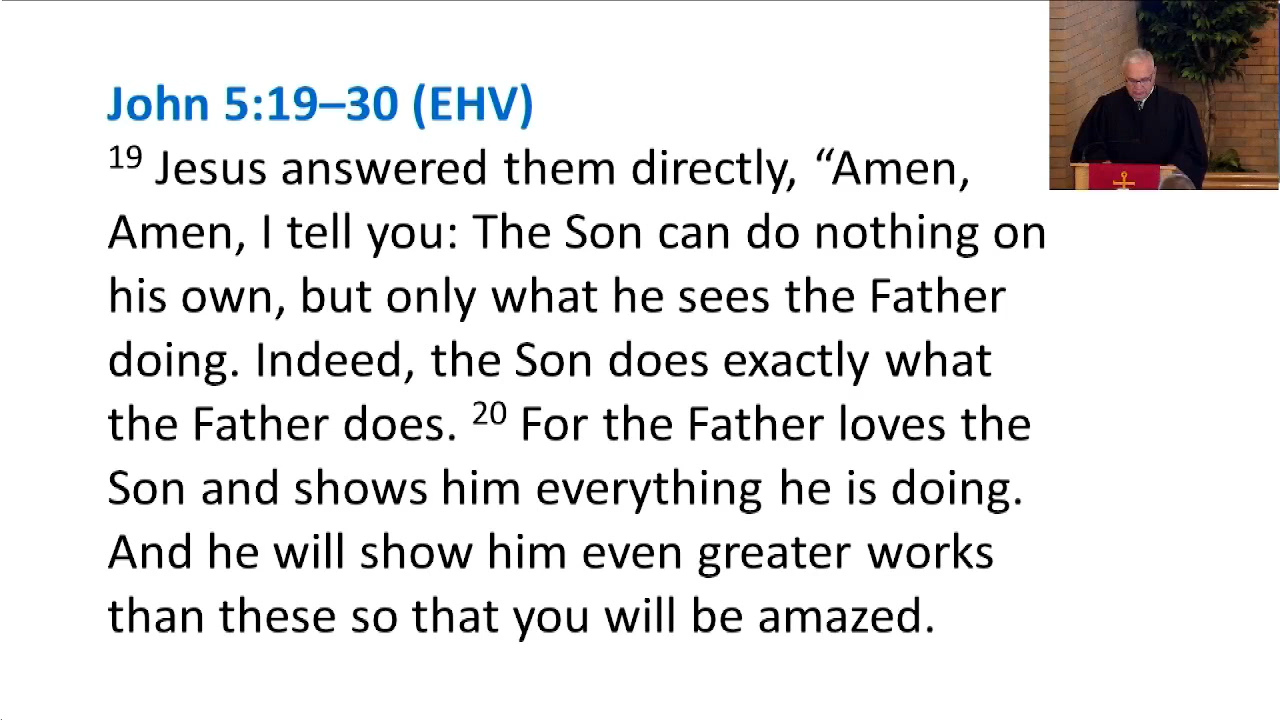 John 5:19–30 (EHV)
19 Jesus answered them directly, “Amen,
Amen, I tell you: The Son can do nothing on
his own, but only what he sees the Father
doing. Indeed, the Son does exactly what
the Father does. 20 For the Father loves the
Son and shows him everything he is doing.
And he will show him even greater works
than these so that you will be amazed.